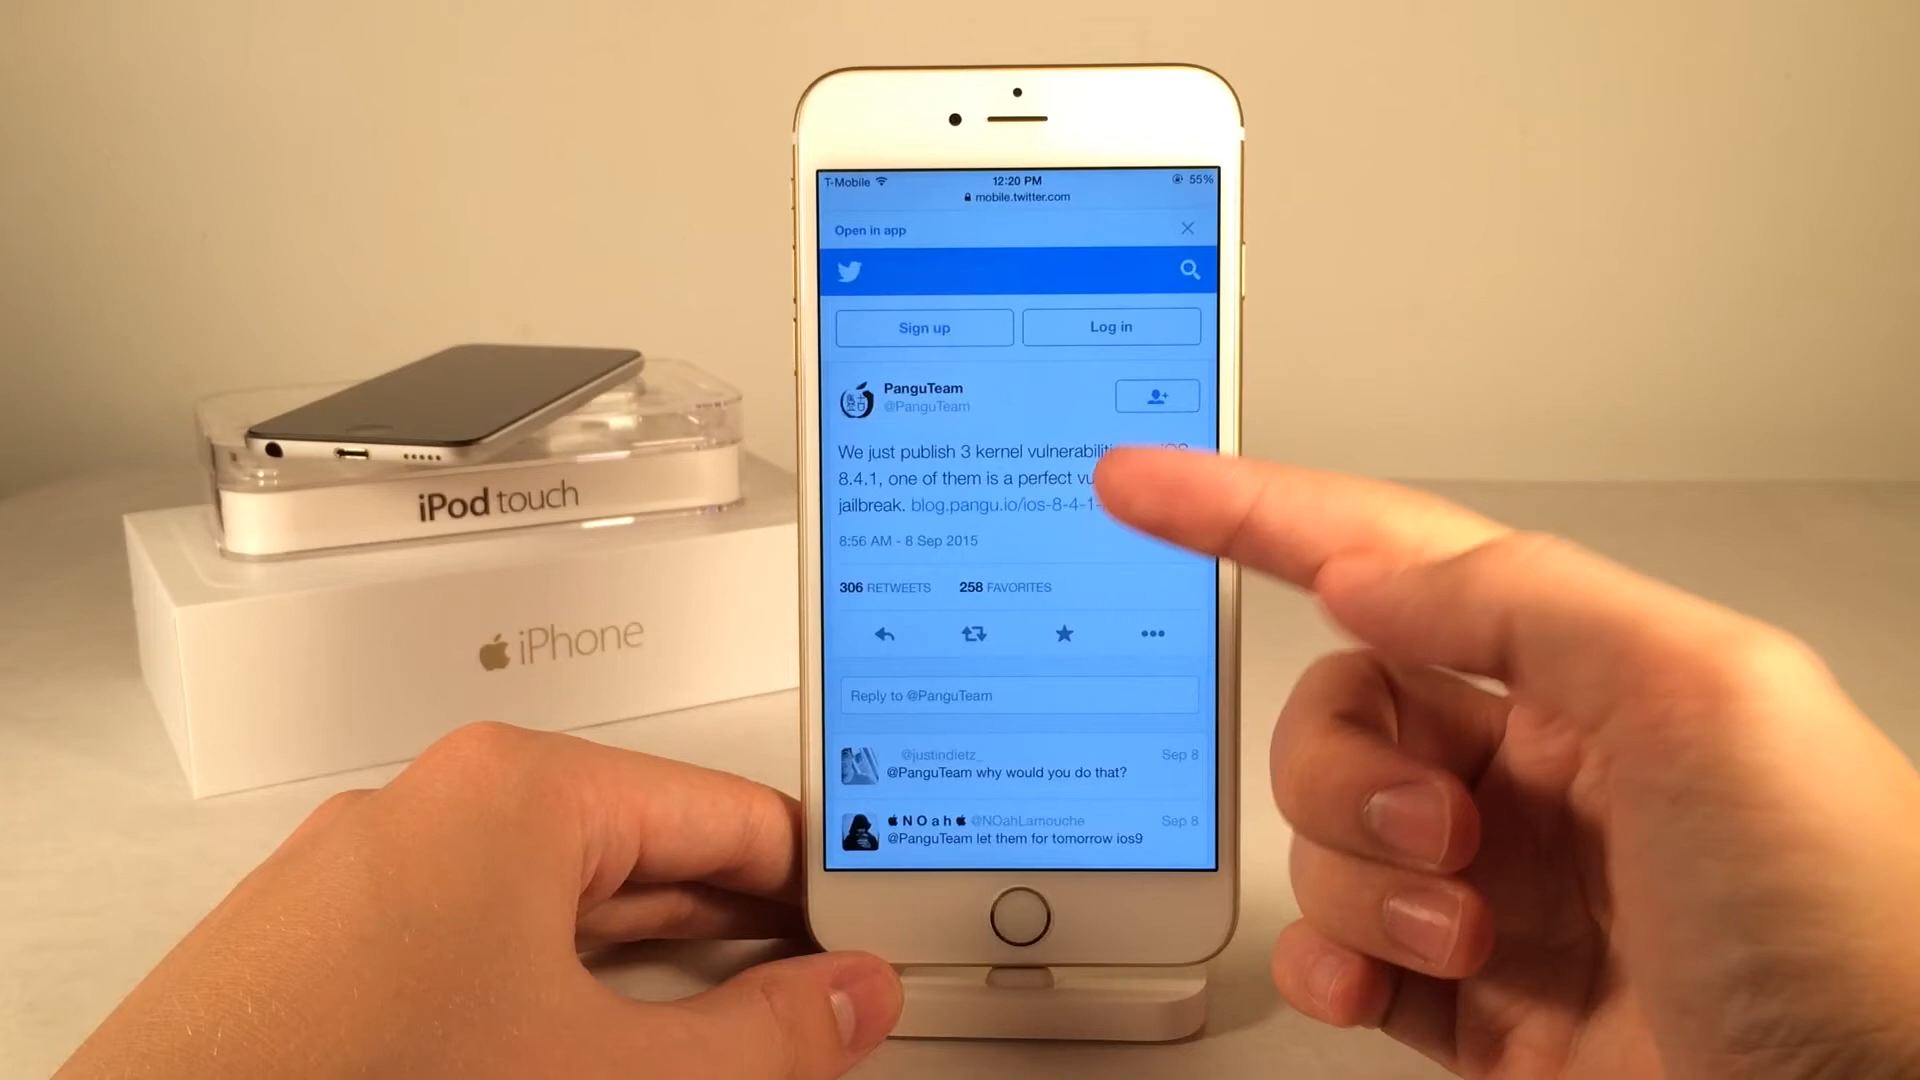 T-Mobile 12:20 PM 55%
mobile.twitter.com
Open in app
Sign up Log in
PanguTeam
@PanguTeam
We just publish 3 kernel iOS
8.4.1, one of them is a perfect
jailbreak. blog.pangu.io/ios-8-4-1-
8:56 AM - 8 Sep 2015
306 RETWEETS 258 FAVORITES
Reply to @PanguTeam
@justindietz_ Sep 8
@PanguTeam why would you do that?
N O a h @NOahLamouche Sep 8
@PanguTeam let them for tomorrow ios9
iPod touch
iPhone